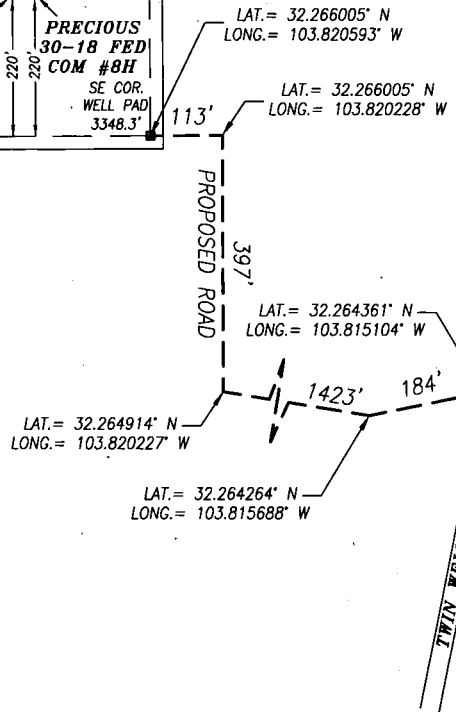 LAT.= 32.266005° N
LONG.= 103.820593° W
PRECIOUS
30-18 FED
COM #8H
220'
220'
SE COR.
WELL PAD
3348.3'
113'
LAT.= 32.266005° N
LONG.= 103.820228° W
PROPOSED ROAD
397'
LAT.= 32.264361° N
LONG.= 103.815104° W
1423'
184'
LAT.= 32.264914° N
LONG.= 103.820227° W
LAT.= 32.264264° N
LONG.= 103.815688° W
TWIN